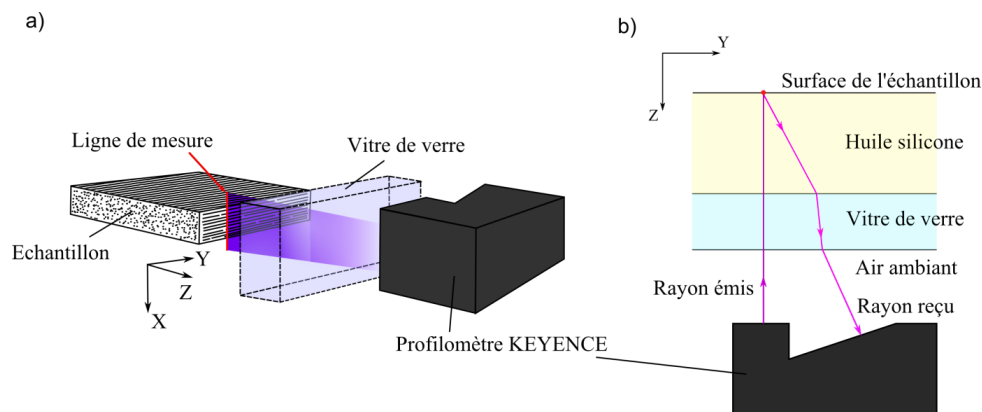 a)
Ligne de mesure
Vitre de verre
Echantillon
Y
Z
X
Profilomètre KEYENCE
b)
Y
Z
Surface de l'échantillon
Huile silicone
Vitre de verre
Air ambiant
Rayon émis
Rayon reçu